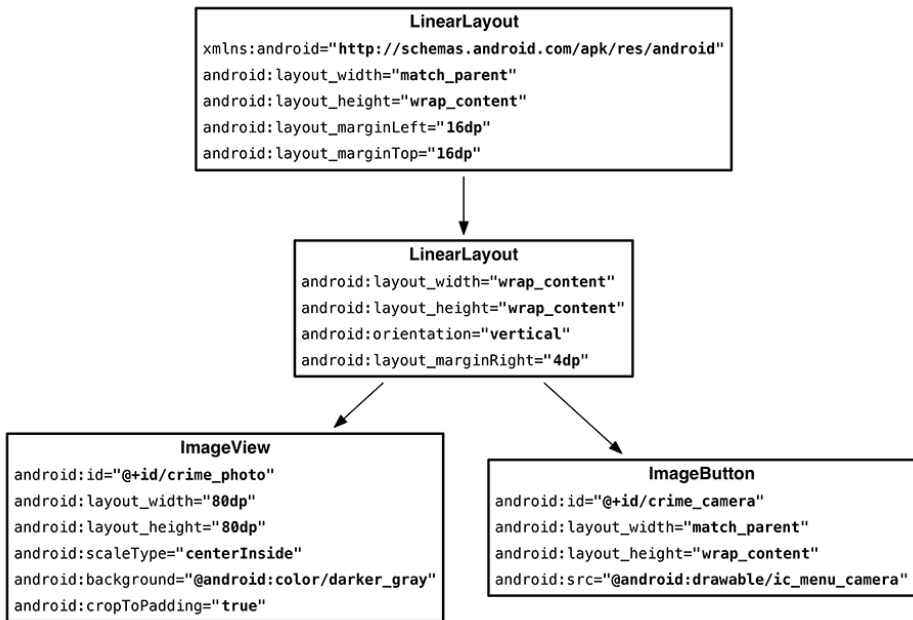 LinearLayout
xmlns:android="http://schemas.android.com/apk/res/android"
android:layout_width="match_parent"
android:layout_height="wrap_content"
android:layout_marginLeft="16dp"
android:layout_marginTop="16dp"
LinearLayout
android:layout_width="wrap_content"
android:layout_height="wrap_content"
android:orientation="vertical"
android:layout_marginRight="4dp"
ImageView
android:id="@+id/crime_photo"
android:layout_width="80dp"
android:layout_height="80dp"
android:scaleType="centerInside"
android:background="@android:color/darker_gray"
android:cropToPadding="true"
ImageButton
android:id="@+id/crime_camera"
android:layout_width="match_parent"
android:layout_height="wrap_content"
android:src="@android:drawable/ic_menu_camera"